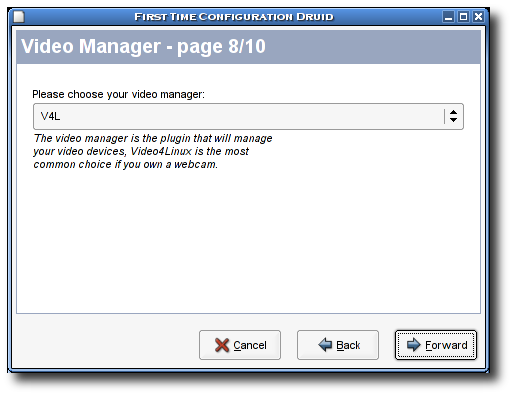 First Time Configuration Druid
Video Manager - page 8/10
Please choose your video manager:
V4L
The video manager is the plugin that will manage
your video devices, Video4Linux is the most
common choice if you own a webcam.
Cancel
Back
Forward